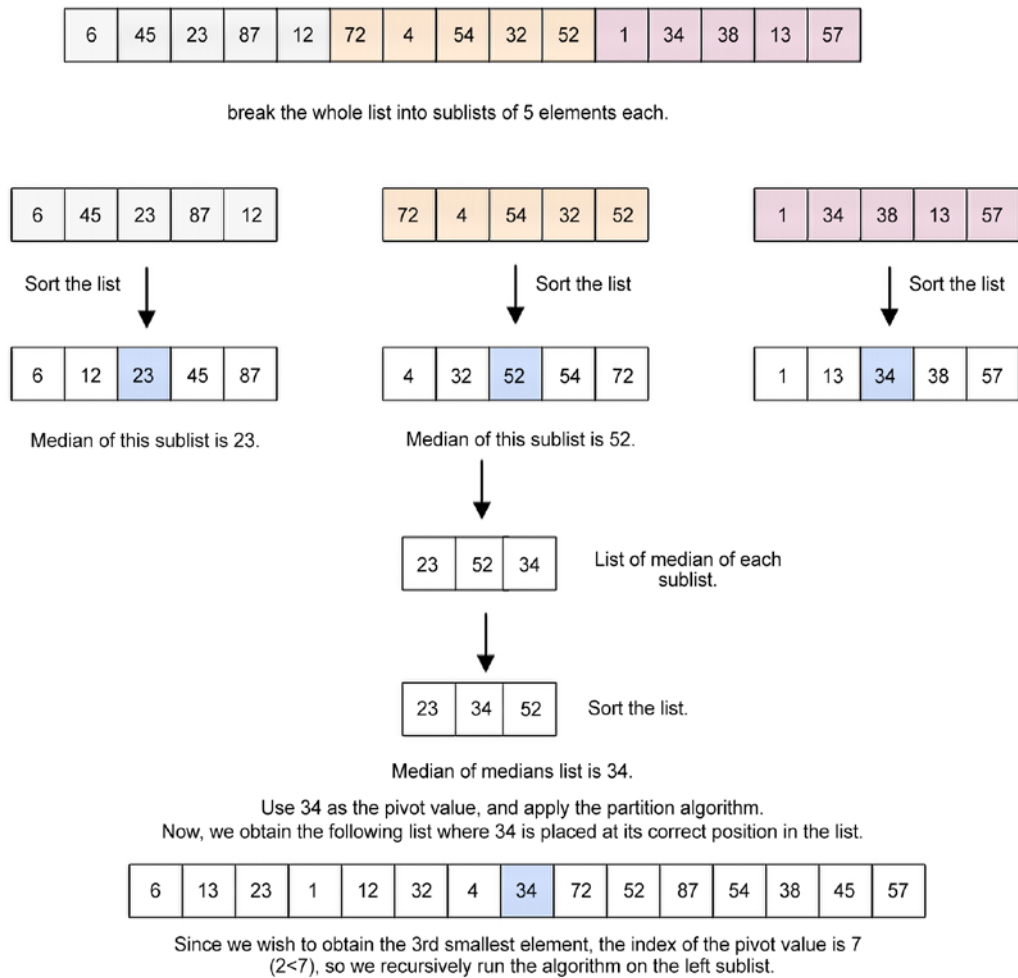 6 45 23 87 12 72 4 54 32 52 1 34 38 13 57
break the whole list into sublists of 5 elements each.
6 45 23 87 12
72 4 54 32 52
1 34 38 13 57
Sort the list
Sort the list
Sort the list
6 12 23 45 87
4 32 52 54 72
1 13 34 38 57
Median of this sublist is 23.
Median of this sublist is 52.
23 52 34
List of median of each
sublist.
23 34 52
Sort the list.
Median of medians list is 34.
Use 34 as the pivot value, and apply the partition algorithm.
Now, we obtain the following list where 34 is placed at its correct position in the list.
6 13 23 1 12 32 4 34 72 52 87 54 38 45 57
Since we wish to obtain the 3rd smallest element, the index of the pivot value is 7
(2<7), so we recursively run the algorithm on the left sublist.